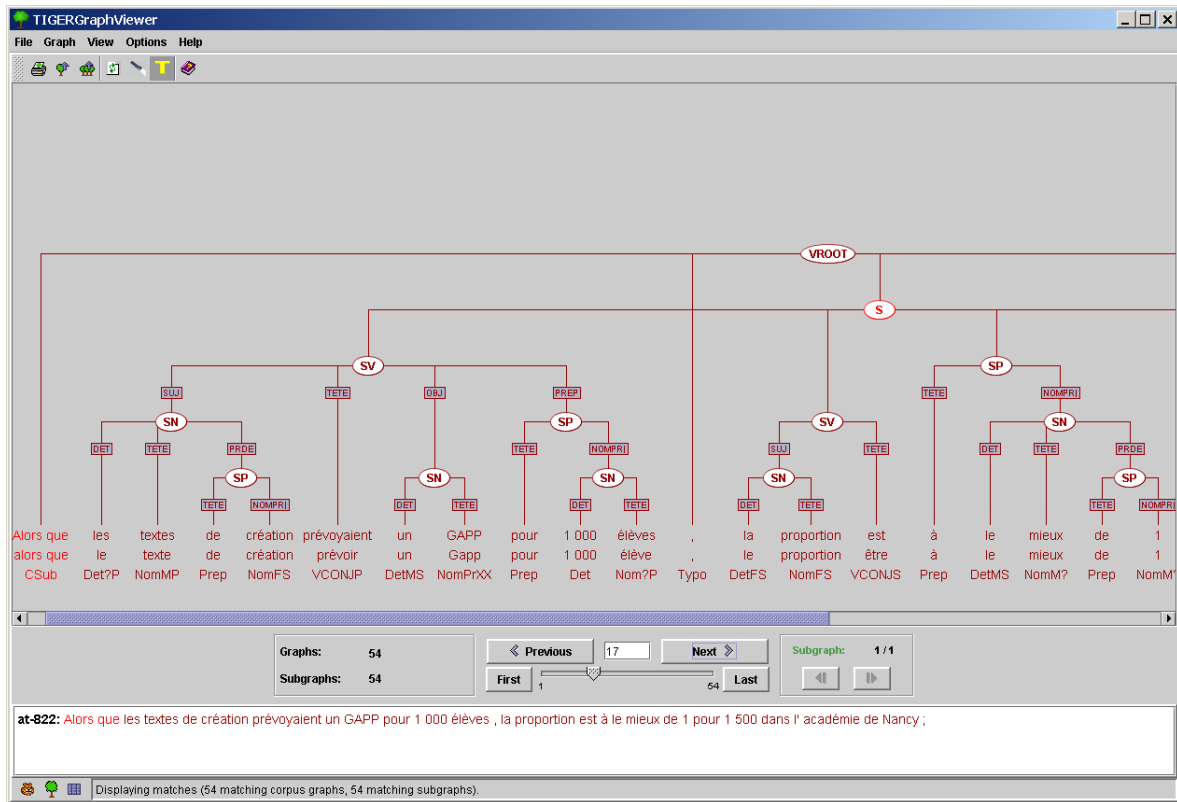 TIGERGraphViewer
File Graph View Options Help
T
VROOT
S
SV SP
SUJ TETE OBJ PREP TETE NOMPRI
SN SP SV SN
DET TETE PRDE TETE NOMPRI SUJ TETE DET TETE PRDE
SP SN SN SN SP
TETE NOMPRI DET TETE DET TETE DET TETE TETE NOMPRI
Alors que les textes de création prévoyaient un GAPP pour 1 000 élèves , la proportion est à le mieux de 1
alors que le texte de création prévoir un Gapp pour 1 000 élève , le proportion être à le mieux de 1
CSub Det?P NomMP Prep NomFS VCONJP DetMS NomPrXX Prep Det Nom?P Typo DetFS NomFS VCONJS Prep DetMS NomM? Prep NomM?
Graphs: 54 Previous 17 Next Subgraph: 1 / 1
Subgraphs: 54 First 1 54 Last
at-822: Alors que les textes de création prévoyaient un GAPP pour 1 000 élèves , la proportion est à le mieux de 1 pour 1 500 dans l' académie de Nancy ;
Displaying matches (54 matching corpus graphs, 54 matching subgraphs).